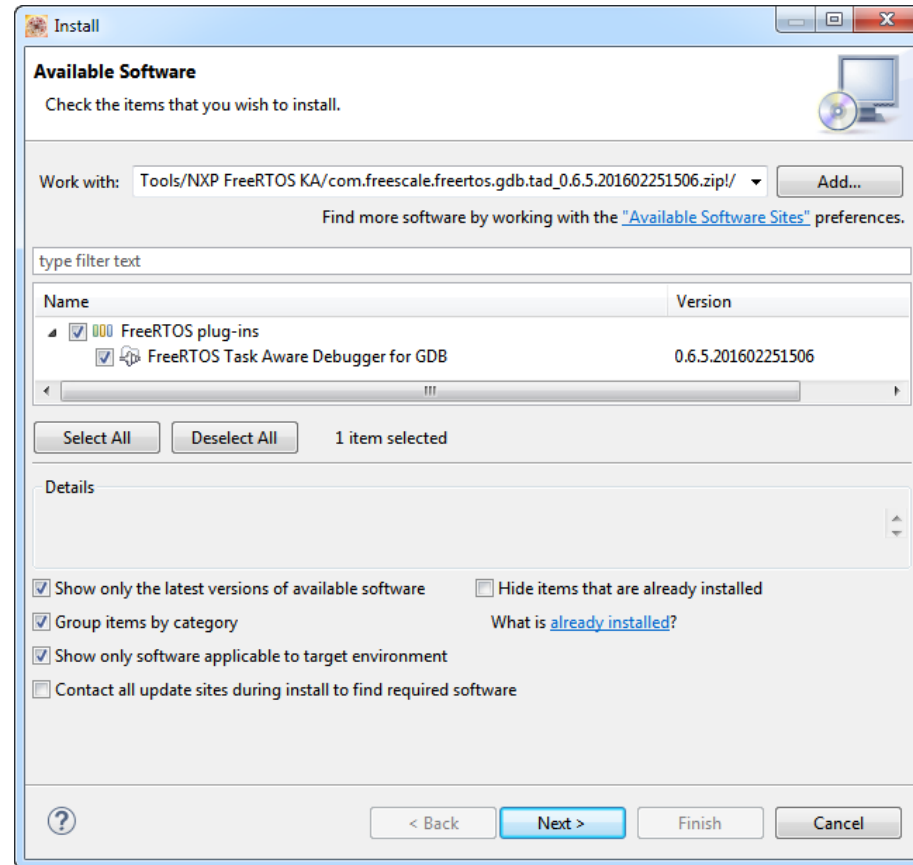 Install
Available Software
Check the items that you wish to install.
Work with: Tools/NXP FreeRTOS KA/com.freescale.freertos.gdb.tad_0.6.5.201602251506.zip!/ Add...
Find more software by working with the "Available Software Sites" preferences.
type filter text
Name Version
FreeRTOS plug-ins
FreeRTOS Task Aware Debugger for GDB 0.6.5.201602251506
Select All Deselect All 1 item selected
Details
Show only the latest versions of available software Hide items that are already installed
Group items by category What is already installed?
Show only software applicable to target environment
Contact all update sites during install to find required software
? < Back Next > Finish Cancel